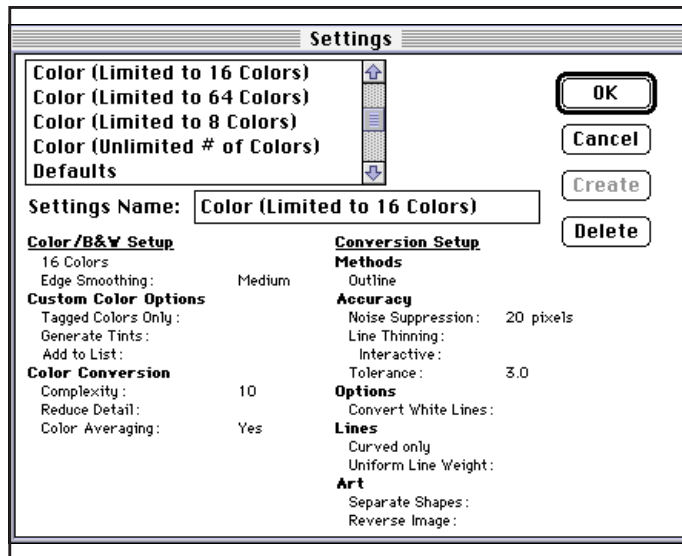 Settings
Color (Limited to 16 Colors)
Color (Limited to 64 Colors)
Color (Limited to 8 Colors)
Color (Unlimited # of Colors)
Defaults
OK
Cancel
Create
Delete
Settings Name: Color (Limited to 16 Colors)
Color/B&W Setup
16 Colors
Edge Smoothing: Medium
Custom Color Options
Tagged Colors Only:
Generate Tints:
Add to List:
Color Conversion
Complexity: 10
Reduce Detail:
Color Averaging: Yes
Conversion Setup
Methods
Outline
Accuracy
Noise Suppression: 20 pixels
Line Thinning:
Interactive:
Tolerance: 3.0
Options
Convert White Lines:
Lines
Curved only
Uniform Line Weight:
Art
Separate Shapes:
Reverse Image: